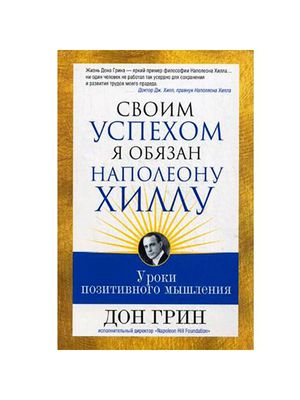 Жизнь Дона Грина — яркий пример философии Наполеона Хилла...
ни один человек не работал так усердно для сохранения
и развития трудов моего прадеда.
Доктор Дж. Хилл, правнук Наполеона Хилла
СВОИМ
УСПЕХОМ
Я ОБЯЗАН
НАПОЛЕОНУ
ХИЛЛУ
Уроки
позитивного мышления
ДОН ГРИН
исполнительный директор «Napoleon Hill Foundation»